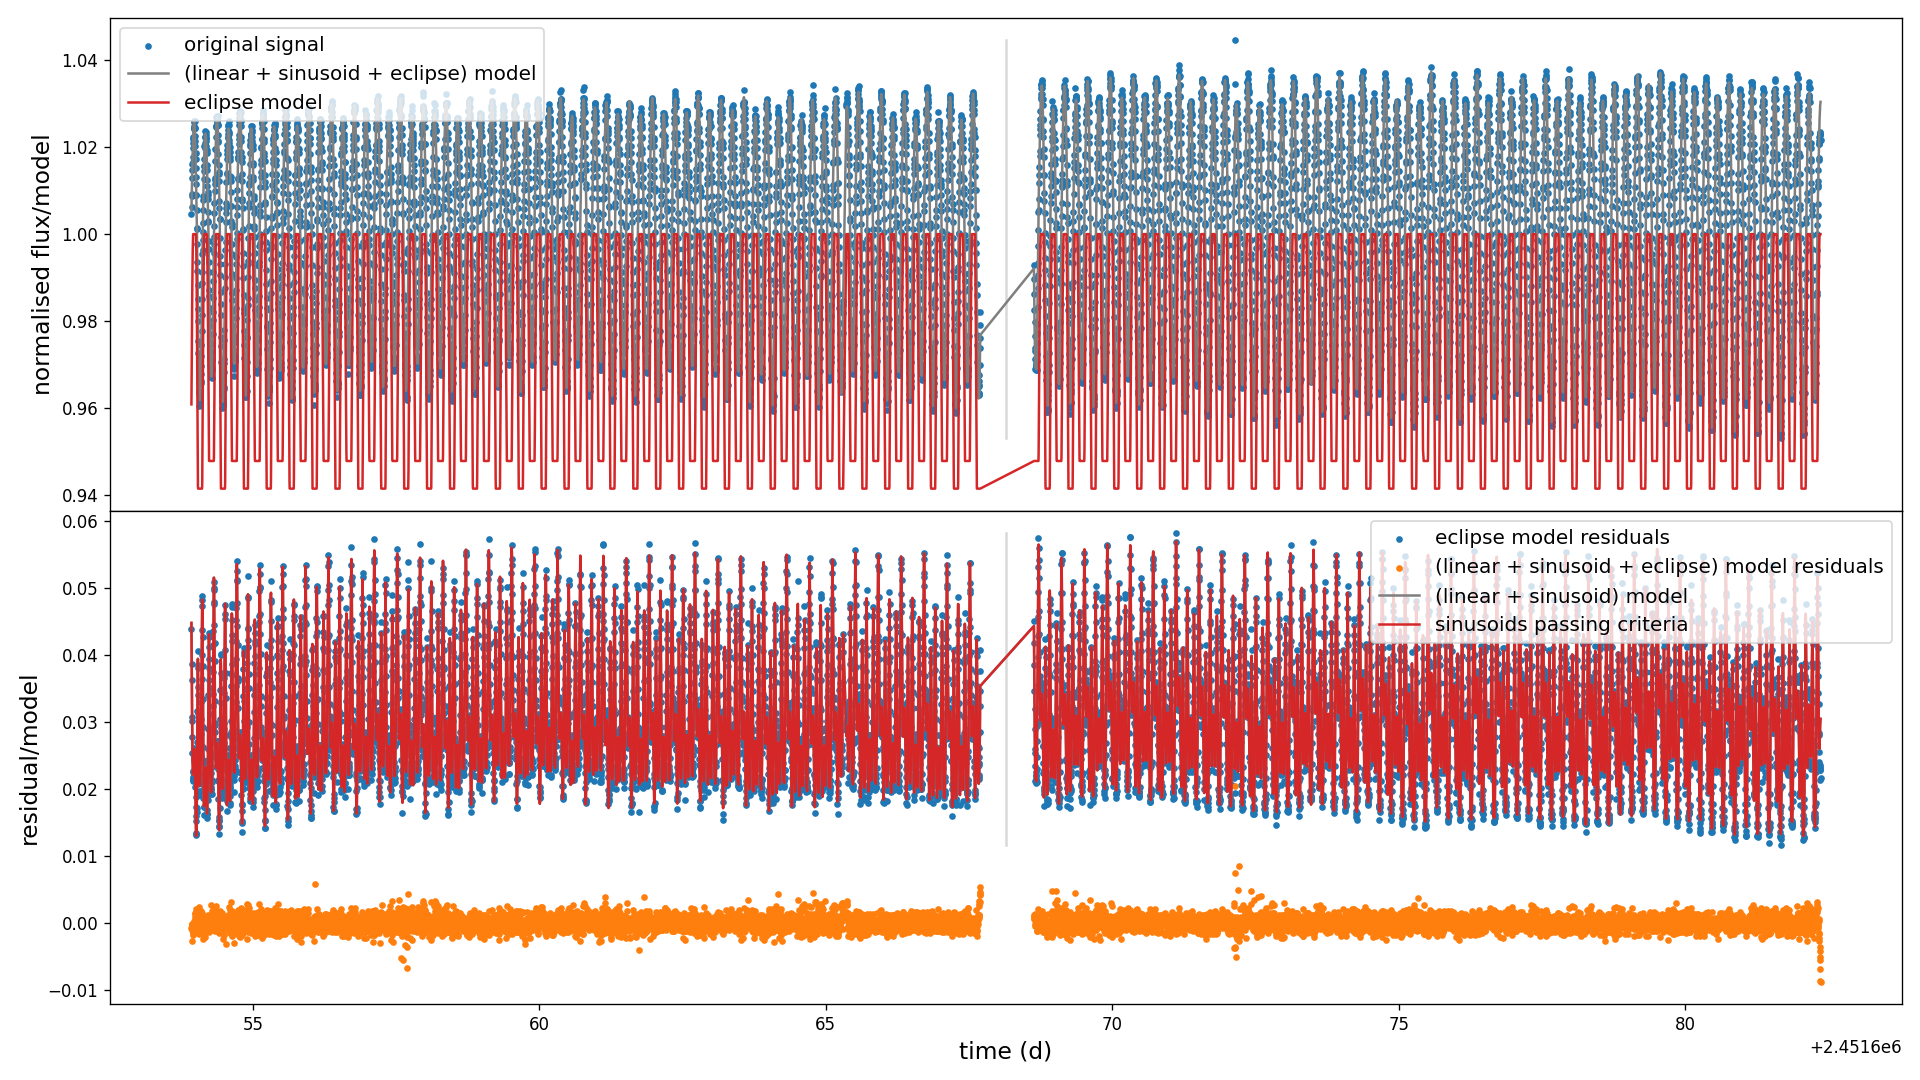 original signal
(linear + sinusoid + eclipse) model
eclipse model
normalised flux/model
1.04
1.02
1.00
0.98
0.96
0.94
eclipse model residuals
(linear + sinusoid + eclipse) model residuals
(linear + sinusoid) model
sinusoids passing criteria
residual/model
0.06
0.05
0.04
0.03
0.02
0.01
0.00
−0.01
55
60
65
70
75
80
time (d)
+2.4516e6